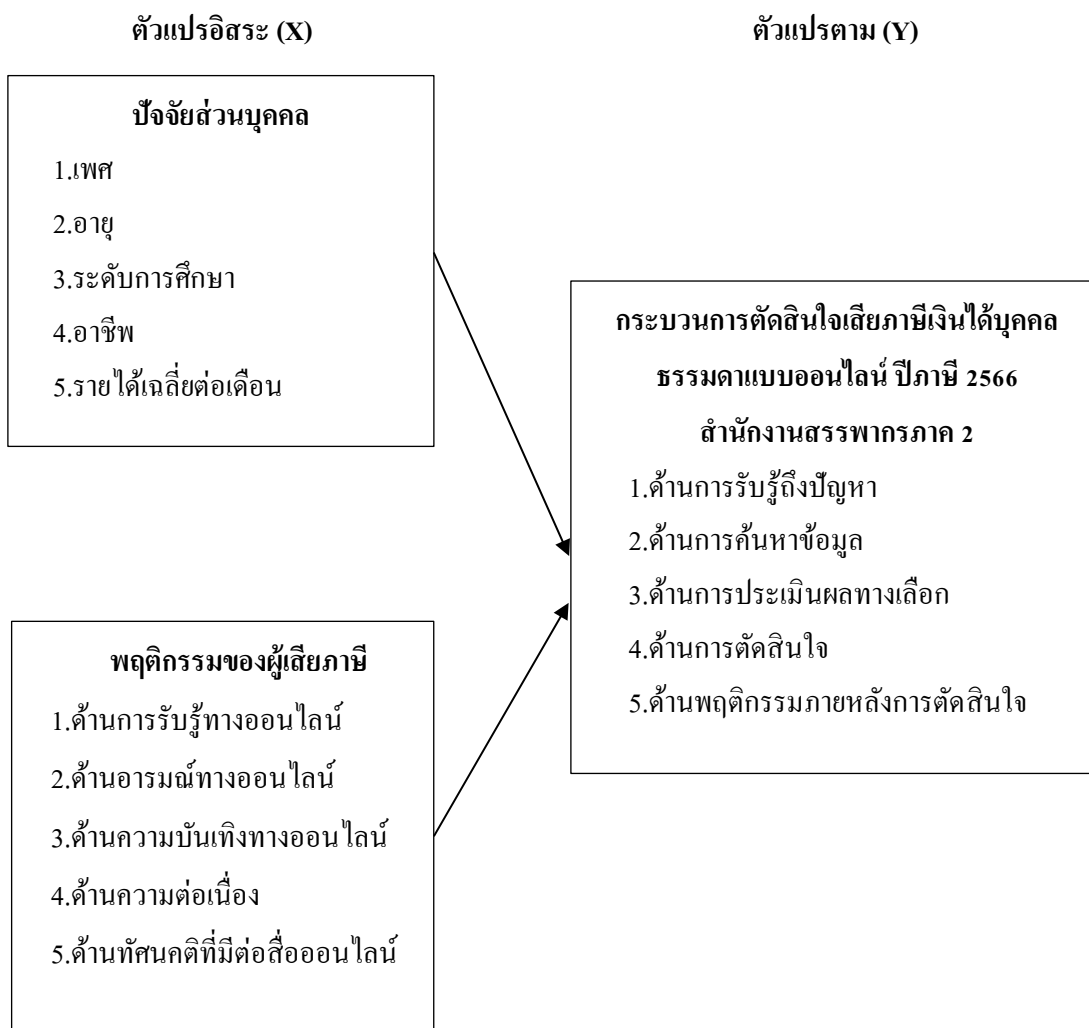 ตัวแปรอิสระ (X)
ตัวแปรตาม (Y)
ปัจจัยส่วนบุคคล
1.เพศ
2.อายุ
3.ระดับการศึกษา
4.อาชีพ
5.รายได้เฉลี่ยต่อเดือน
พฤติกรรมของผู้เสียภาษี
1.ด้านการรับรู้ทางออนไลน์
2.ด้านอารมณ์ทางออนไลน์
3.ด้านความบันเทิงทางออนไลน์
4.ด้านความต่อเนื่อง
5.ด้านทัศนคติที่มีต่อสื่อออนไลน์
กระบวนการตัดสินใจเสียภาษีเงินได้บุคคล
ธรรมดาแบบออนไลน์ ปีภาษี 2566
สำนักงานสรรพากรภาค 2
1.ด้านการรับรู้ถึงปัญหา
2.ด้านการค้นหาข้อมูล
3.ด้านการประเมินผลทางเลือก
4.ด้านการตัดสินใจ
5.ด้านพฤติกรรมภายหลังการตัดสินใจ